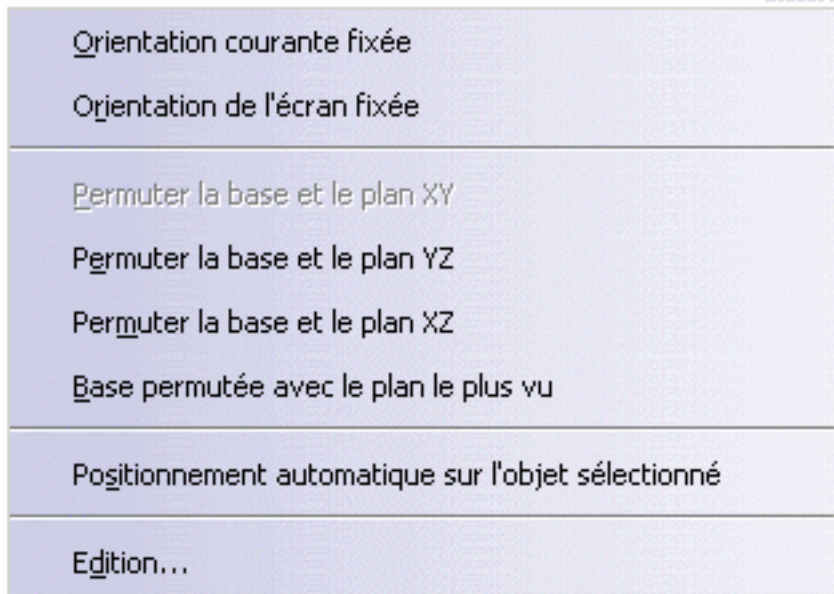 Orientation courante fixée
Orientation de l'écran fixée
Permuter la base et le plan XY
Permuter la base et le plan YZ
Permuter la base et le plan XZ
Base permutée avec le plan le plus vu
Positionnement automatique sur l'objet sélectionné
Edition...